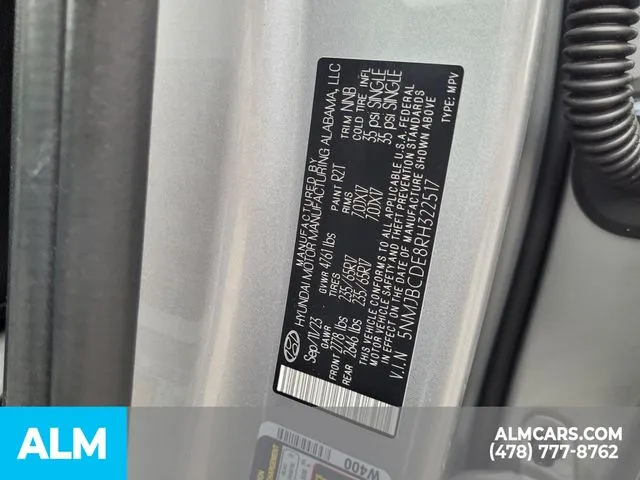 MANUFACTURED BY
HYUNDAI MOTOR MANUFACTURING ALABAMA, LLC
Sep/11/23 GVWR 4761 lbs PAINT R2T TRIM NNB
GAWR TIRES RIMS COLD TIRE INFL
FRONT 2778 lbs 235/65R17 7.0JX17 35 psi SINGLE
REAR 2646 lbs 235/65R17 7.0JX17 35 psi SINGLE
THIS VEHICLE CONFORMS TO ALL APPLICABLE U.S.A. FEDERAL
MOTOR VEHICLE SAFETY AND THEFT PREVENTION STANDARDS
IN EFFECT ON THE DATE OF MANUFACTURE SHOWN ABOVE
V.I.N 5NMJBCDE8RH322517 TYPE: MPV
W400
ALM
ALMCARS.COM
(478) 777-8762